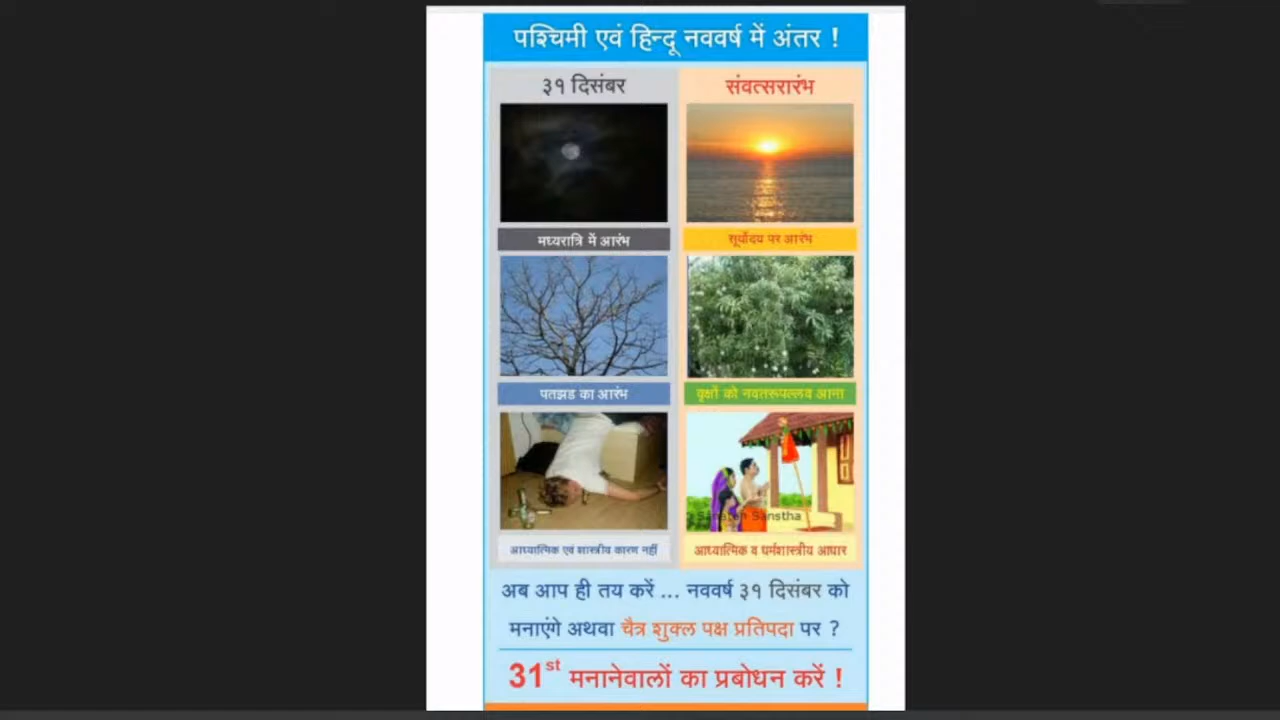 पश्चिमी एवं हिन्दू नववर्ष में अंतर !
३१ दिसंबर
संवत्सरारंभ
मध्यरात्रि में आरंभ
सूर्योदय पर आरंभ
पतझड का आरंभ
वृक्षों को नवतरूपल्लव आना
Sanatan Sanstha
आध्यात्मिक एवं शास्त्रीय कारण नहीं
आध्यात्मिक व धर्मशास्त्रीय आधार
अब आप ही तय करें ... नववर्ष ३१ दिसंबर को
मनाएंगे अथवा चैत्र शुक्ल पक्ष प्रतिपदा पर ?
31st मनानेवालों का प्रबोधन करें !